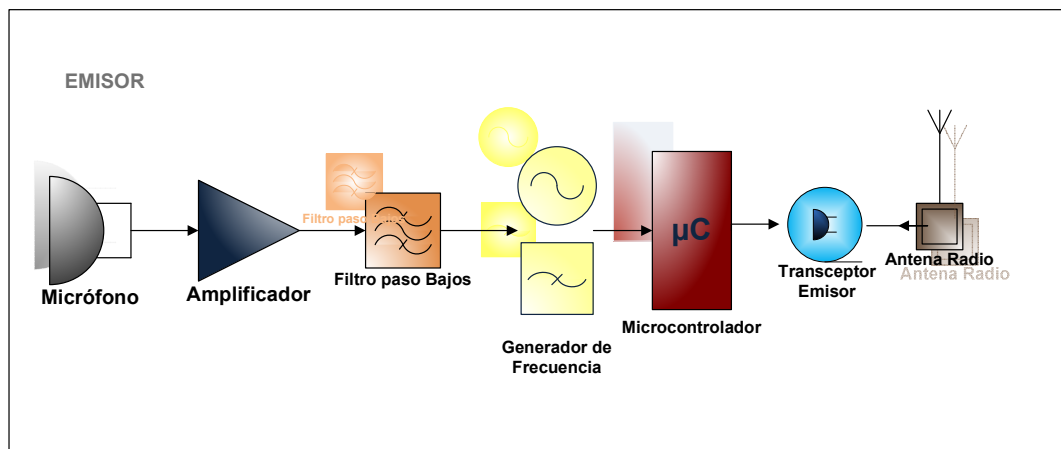 EMISOR
Micrófono
Amplificador
Filtro paso Bajos
Filtro paso Bajos
Generador de
Frecuencia
µC
Microcontrolador
Transceptor
Emisor
Antena Radio
Antena Radio